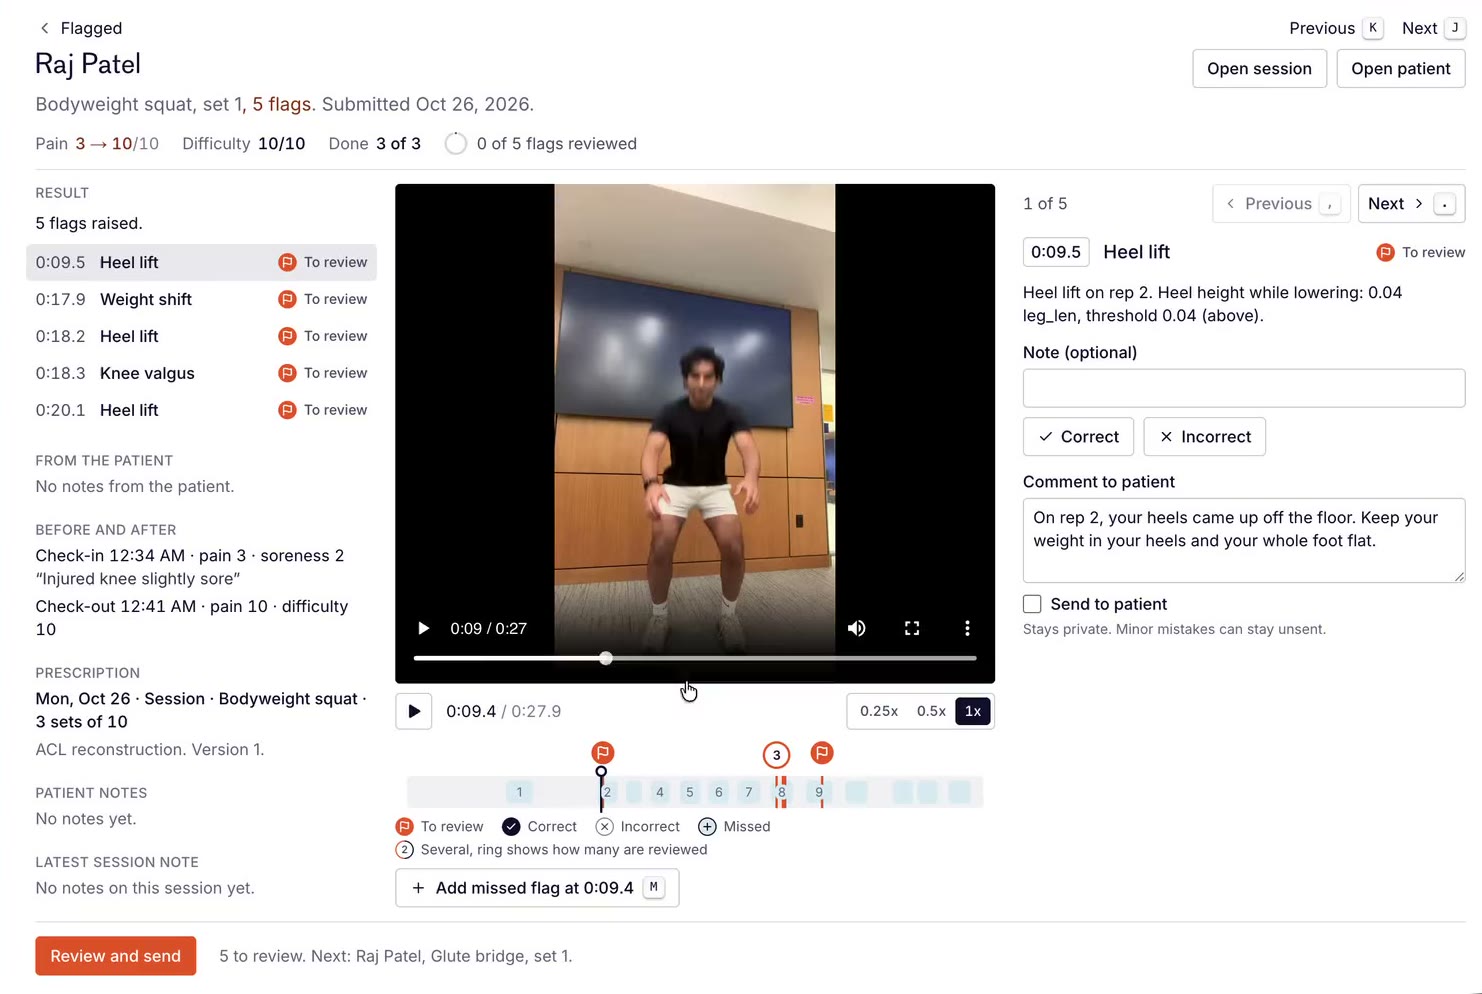 Flagged
Previous K Next J
Raj Patel
Open session Open patient
Bodyweight squat, set 1, 5 flags. Submitted Oct 26, 2026.
Pain 3 → 10/10 Difficulty 10/10 Done 3 of 3 0 of 5 flags reviewed
RESULT
5 flags raised.
0:09.5 Heel lift To review
0:17.9 Weight shift To review
0:18.2 Heel lift To review
0:18.3 Knee valgus To review
0:20.1 Heel lift To review
FROM THE PATIENT
No notes from the patient.
BEFORE AND AFTER
Check-in 12:34 AM · pain 3 · soreness 2
“Injured knee slightly sore”
Check-out 12:41 AM · pain 10 · difficulty
10
PRESCRIPTION
Mon, Oct 26 · Session · Bodyweight squat ·
3 sets of 10
ACL reconstruction. Version 1.
PATIENT NOTES
No notes yet.
LATEST SESSION NOTE
No notes on this session yet.
0:09 / 0:27
0:09.4 / 0:27.9
0.25x 0.5x 1x
3
1 2 4 5 6 7 8 9
To review Correct Incorrect Missed
2 Several, ring shows how many are reviewed
+ Add missed flag at 0:09.4 M
1 of 5
Previous , Next .
0:09.5 Heel lift To review
Heel lift on rep 2. Heel height while lowering: 0.04
leg_len, threshold 0.04 (above).
Note (optional)
Correct Incorrect
Comment to patient
On rep 2, your heels came up off the floor. Keep your
weight in your heels and your whole foot flat.
Send to patient
Stays private. Minor mistakes can stay unsent.
Review and send 5 to review. Next: Raj Patel, Glute bridge, set 1.